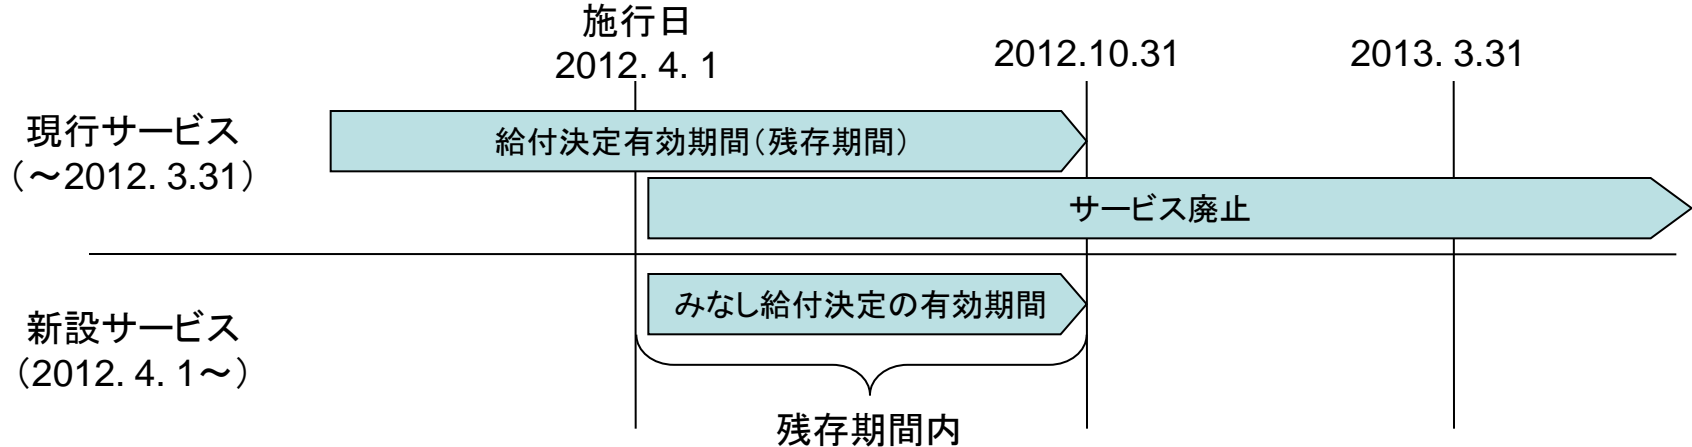 施行日
2012. 4. 1
2012.10.31
2013. 3.31
現行サービス
（～2012. 3.31）
給付決定有効期間（残存期間）
サービス廃止
新設サービス
（2012. 4. 1～）
みなし給付決定の有効期間
残存期間内